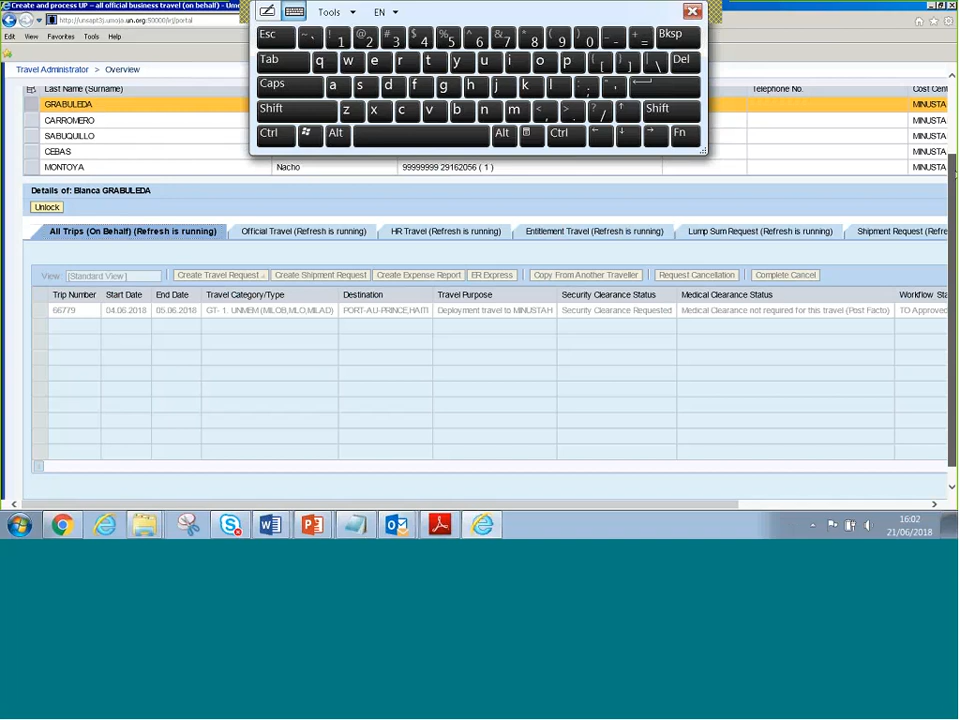 Create and process UP – all official business travel (on behalf) - Umo
http://unsapt3j.umoja.un.org:50000/irj/portal
Edit View Favorites Tools Help
Travel Administrator > Overview
Last Name (Surname) Telephone No. Cost Cent
GRABULEDA MINUSTA
CARROMERO MINUSTA
SABUQUILLO MINUSTA
CEBAS MINUSTA
MONTOYA Nacho 99999999 29162056 ( 1 ) MINUSTA
Tools EN
Esc ~ ` ! 1 @ 2 # 3 $ 4 % 5 ^ 6 & 7 * 8 ( 9 ) 0 _ - + = Bksp
Tab q w e r t y u i o p { [ } ] | \ Del
Caps a s d f g h j k l : ; " '
Shift z x c v b n m < , > . ? / ↑ Shift
Ctrl Alt Alt Ctrl ← ↓ → Fn
Details of: Bianca GRABULEDA
Unlock
All Trips (On Behalf) (Refresh is running) Official Travel (Refresh is running) HR Travel (Refresh is running) Entitlement Travel (Refresh is running) Lump Sum Request (Refresh is running) Shipment Request (Refre
View: [Standard View] Create Travel Request Create Shipment Request Create Expense Report ER Express Copy From Another Traveller Request Cancellation Complete Cancel
Trip Number Start Date End Date Travel Category/Type Destination Travel Purpose Security Clearance Status Medical Clearance Status Workflow Sta
66779 04.06.2018 05.06.2018 GT- 1. UNMEM (MILOB,MLO,MILAD) PORT-AU-PRINCE,HAITI Deployment travel to MINUSTAH Security Clearance Requested Medical Clearance not required for this travel (Post Facto) TO Approved
16:02
21/06/2018